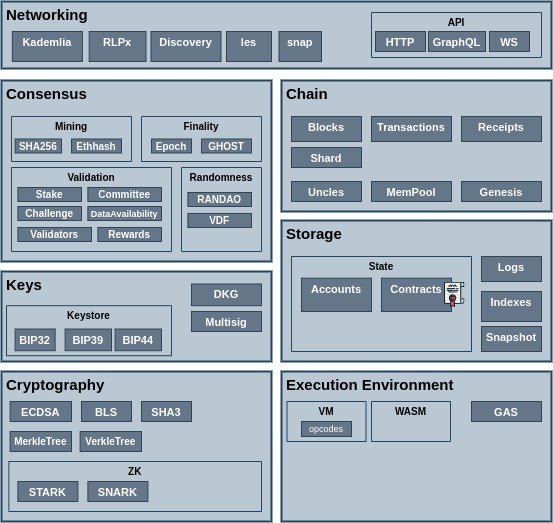 Networking
Kademlia RLPx Discovery les snap
API
HTTP GraphQL WS
Consensus
Mining
SHA256 Ethhash
Finality
Epoch GHOST
Validation
Stake Committee
Challenge DataAvailability
Validators Rewards
Randomness
RANDAO
VDF
Chain
Blocks Transactions Receipts
Shard
Uncles MemPool Genesis
Storage
State
Accounts Contracts
Logs
Indexes
Snapshot
Keys
Keystore
BIP32 BIP39 BIP44
DKG
Multisig
Cryptography
ECDSA BLS SHA3
MerkleTree VerkleTree
ZK
STARK SNARK
Execution Environment
VM
opcodes
WASM
GAS